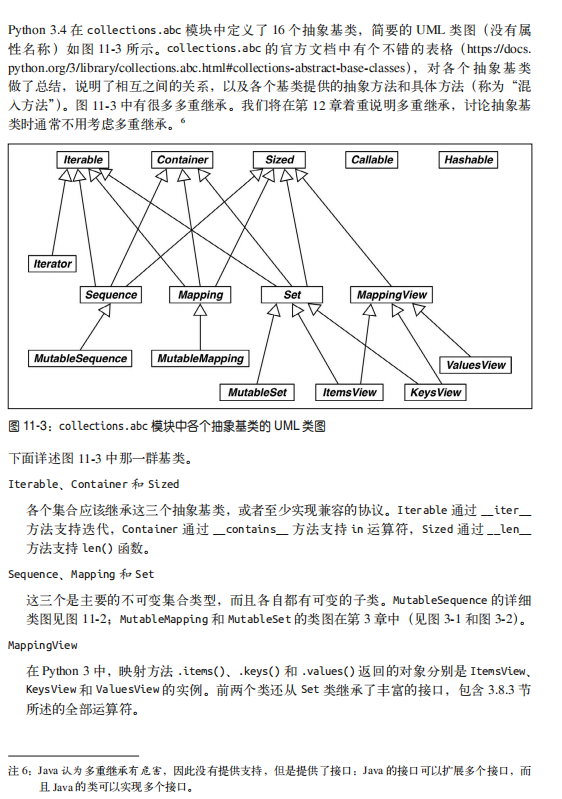 Python 3.4 在 collections.abc 模块中定义了 16 个抽象基类，简要的 UML 类图（没有属
性名称）如图 11-3 所示。collections.abc 的官方文档中有个不错的表格（https://docs.
python.org/3/library/collections.abc.html#collections-abstract-base-classes），对各个抽象基类
做了总结，说明了相互之间的关系，以及各个基类提供的抽象方法和具体方法（称为“混
入方法”）。图 11-3 中有很多多重继承。我们将在第 12 章着重说明多重继承，讨论抽象基
类时通常不用考虑多重继承。6
Iterable Container Sized Callable Hashable
Iterator
Sequence Mapping Set MappingView
MutableSequence MutableMapping ValuesView
MutableSet ItemsView KeysView
图 11-3：collections.abc 模块中各个抽象基类的 UML 类图
下面详述图 11-3 中那一群基类。
Iterable、Container 和 Sized
各个集合应该继承这三个抽象基类，或者至少实现兼容的协议。Iterable 通过 __iter__
方法支持迭代，Container 通过 __contains__ 方法支持 in 运算符，Sized 通过 __len__
方法支持 len() 函数。
Sequence、Mapping 和 Set
这三个是主要的不可变集合类型，而且各自都有可变的子类。MutableSequence 的详细
类图见图 11-2；MutableMapping 和 MutableSet 的类图在第 3 章中（见图 3-1 和图 3-2）。
MappingView
在 Python 3 中，映射方法 .items()、.keys() 和 .values() 返回的对象分别是 ItemsView、
KeysView 和 ValuesView 的实例。前两个类还从 Set 类继承了丰富的接口，包含 3.8.3 节
所述的全部运算符。
注 6：Java 认为多重继承有危害，因此没有提供支持，但是提供了接口：Java 的接口可以扩展多个接口，而
且 Java 的类可以实现多个接口。